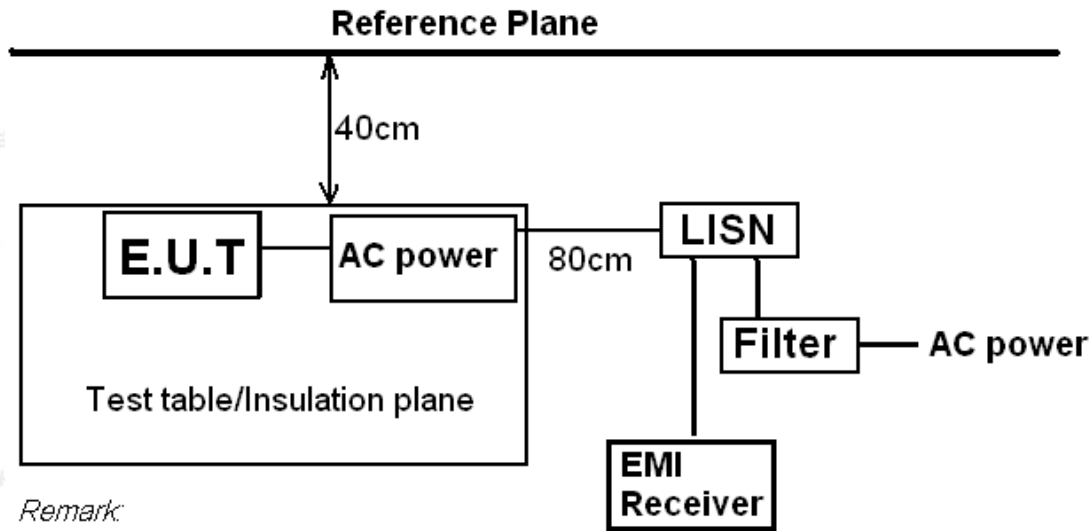 Reference Plane
40cm
E.U.T
AC power
80cm
LISN
Filter
AC power
Test table/Insulation plane
EMI
Receiver
Remark: